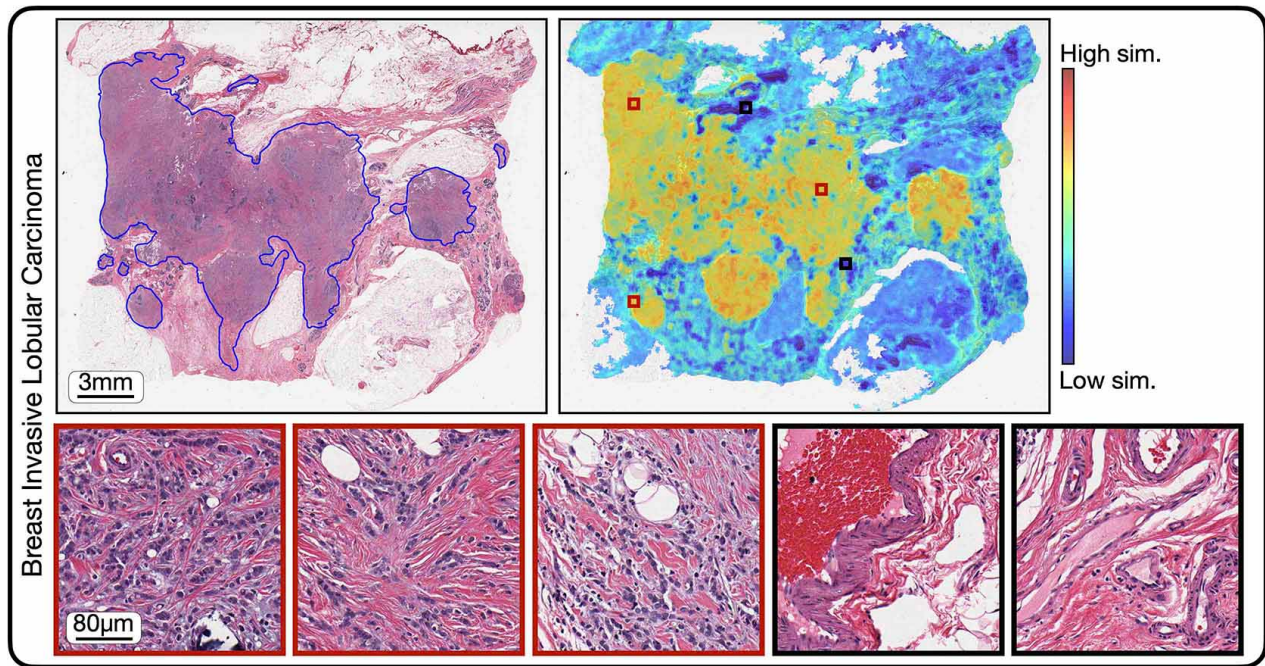 Breast Invasive Lobular Carcinoma
3mm
High sim.
Low sim.
80μm